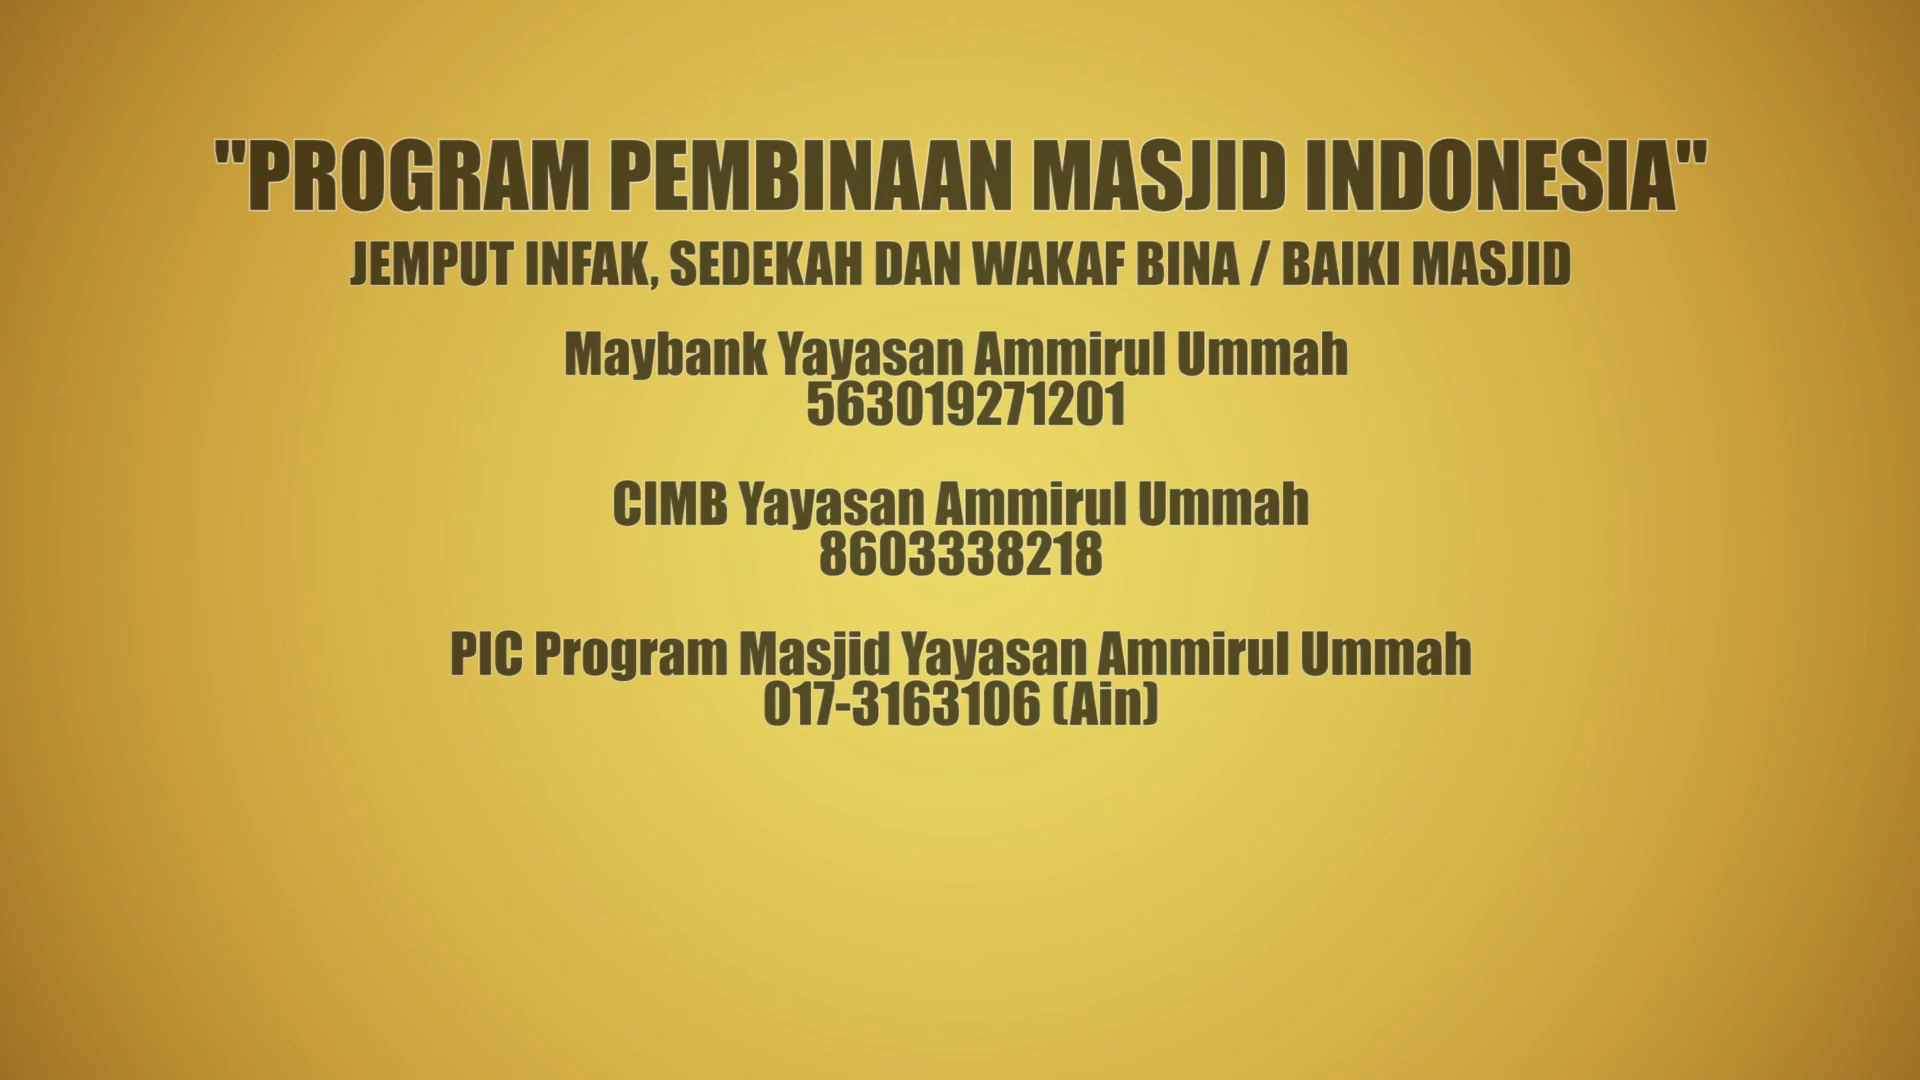 "PROGRAM PEMBINAAN MASJID INDONESIA"
JEMPUT INFAK, SEDEKAH DAN WAKAF BINA / BAIKI MASJID
Maybank Yayasan Ammirul Ummah
563019271201
CIMB Yayasan Ammirul Ummah
8603338218
PIC Program Masjid Yayasan Ammirul Ummah
017-3163106 (Ain)